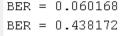 BER = 0.060168
BER = 0.438172